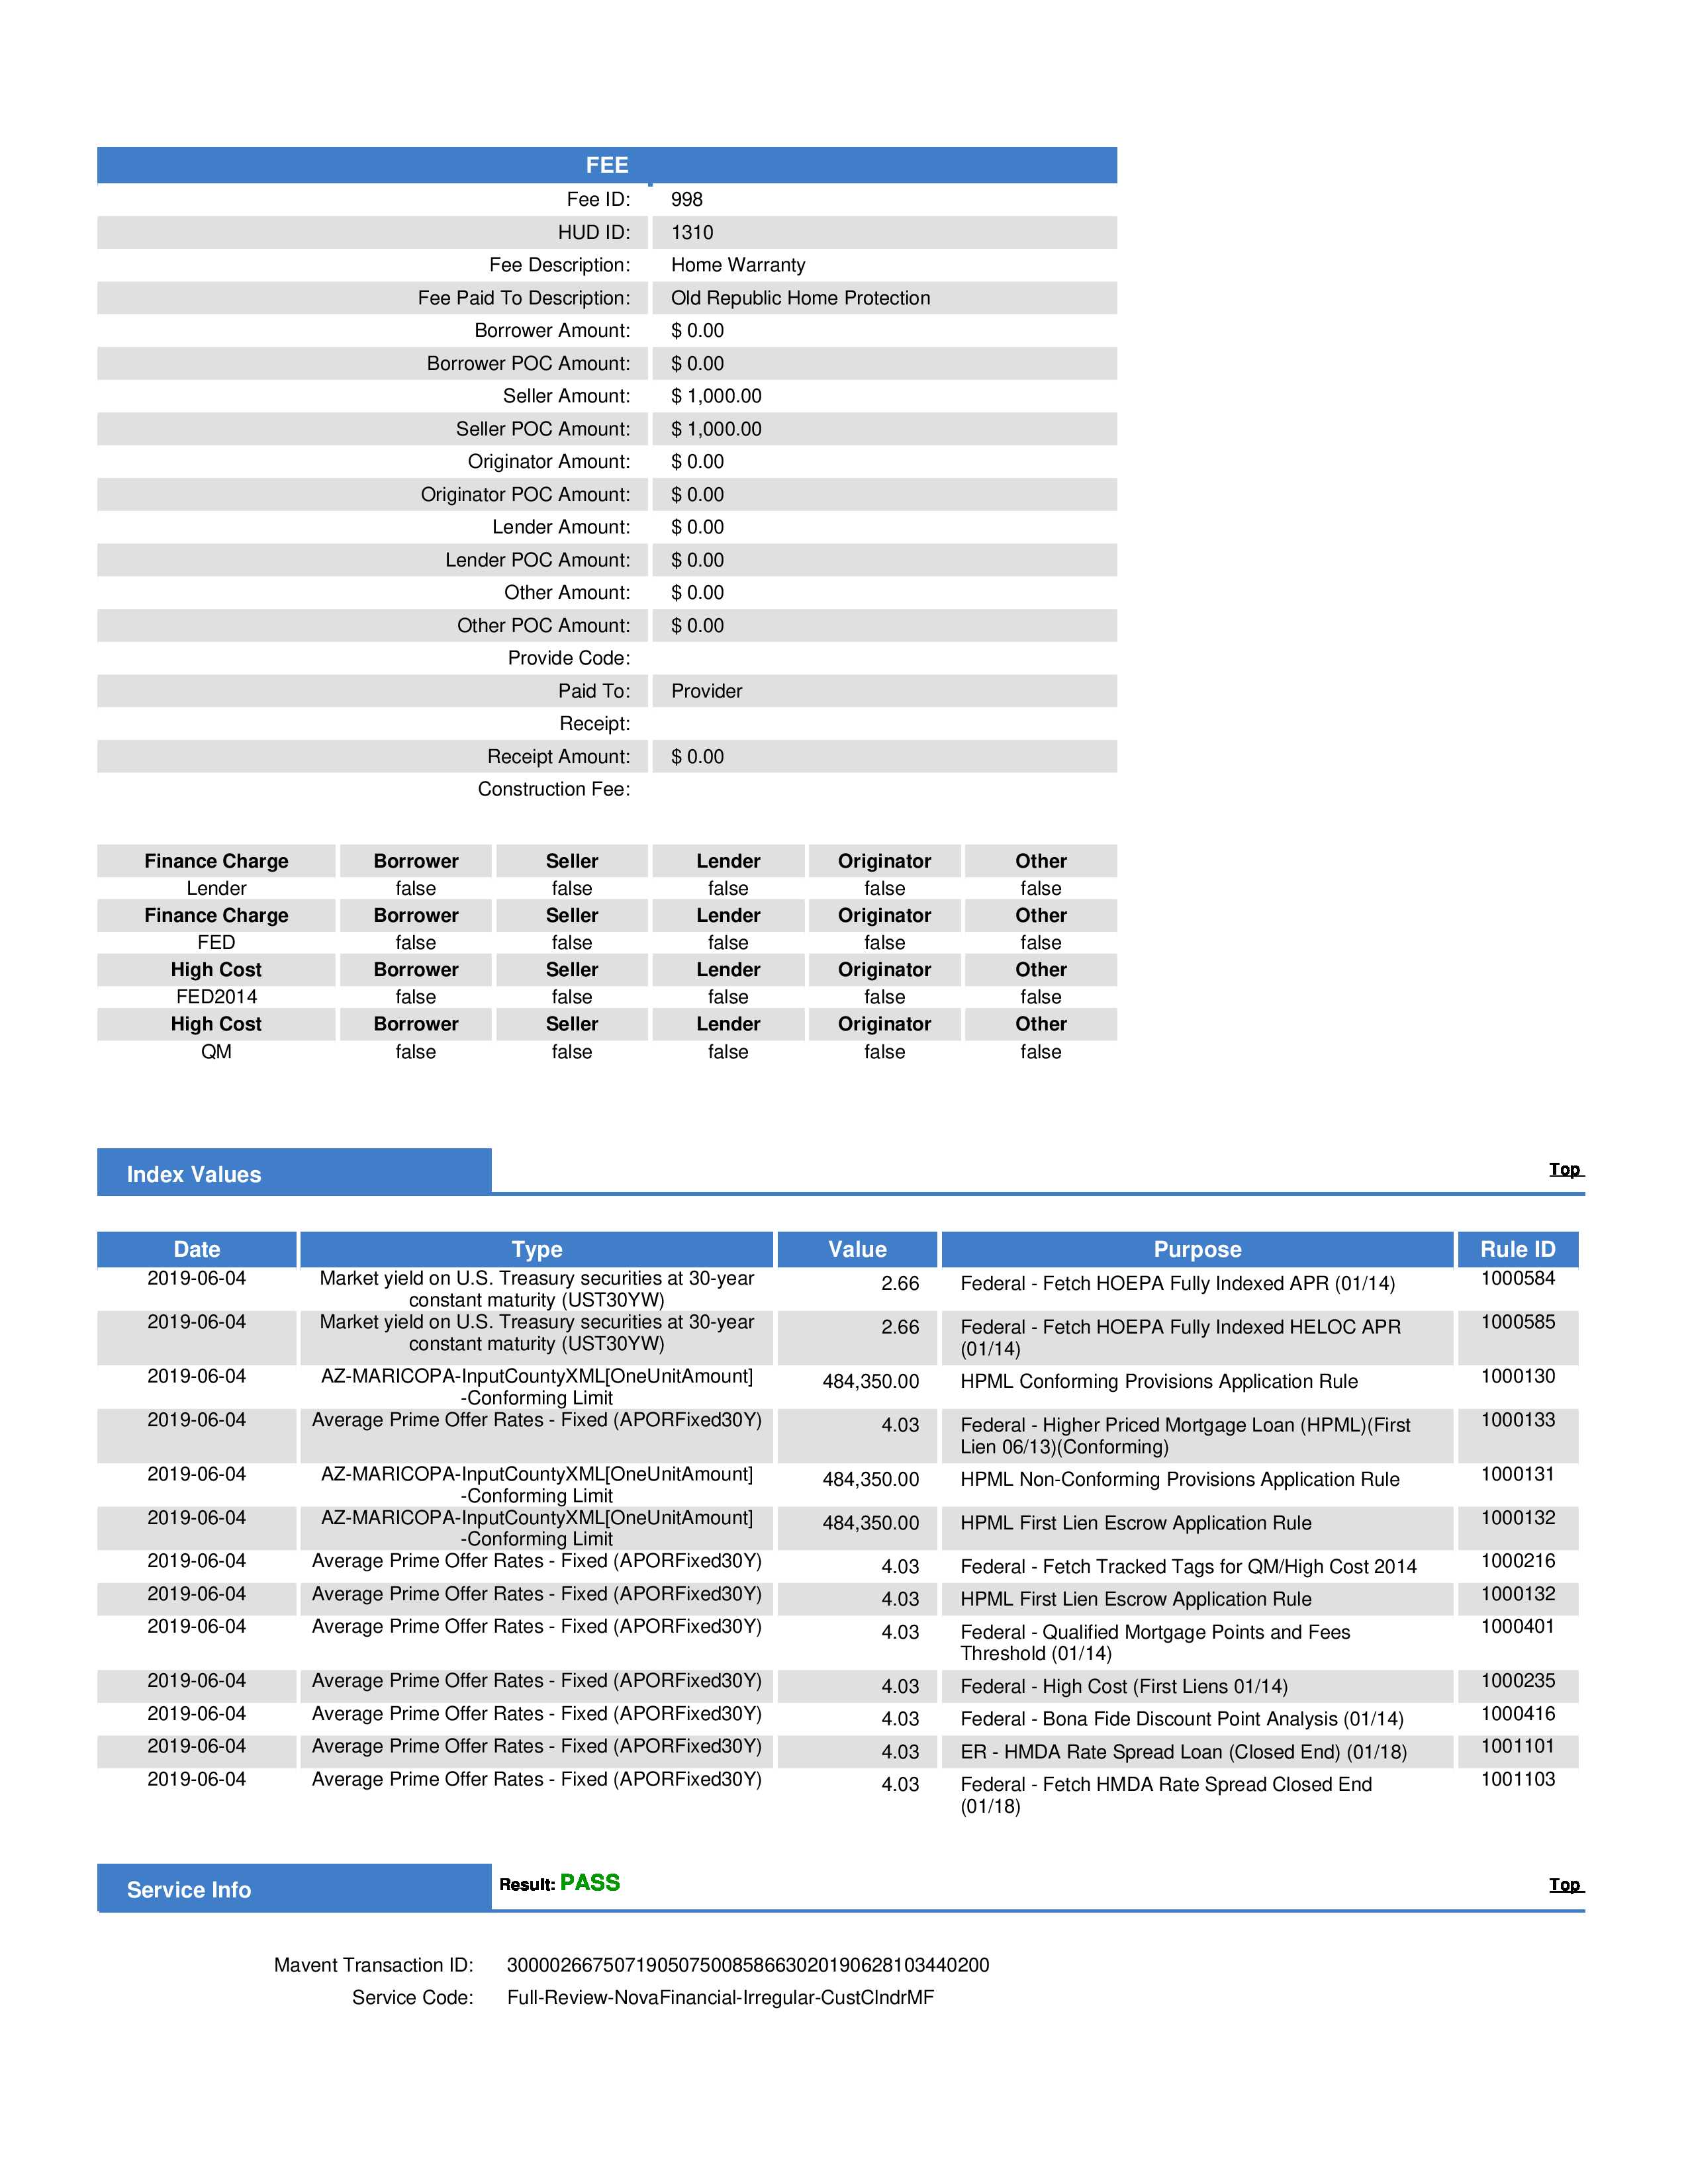 FEE
Fee ID: 998
HUD ID: 1310
Fee Description: Home Warranty
Fee Paid To Description: Old Republic Home Protection
Borrower Amount: $ 0.00
Borrower POC Amount: $ 0.00
Seller Amount: $ 1,000.00
Seller POC Amount: $ 1,000.00
Originator Amount: $ 0.00
Originator POC Amount: $ 0.00
Lender Amount: $ 0.00
Lender POC Amount: $ 0.00
Other Amount: $ 0.00
Other POC Amount: $ 0.00
Provide Code:
Paid To: Provider
Receipt:
Receipt Amount: $ 0.00
Construction Fee:
Finance Charge Borrower Seller Lender Originator Other
Lender false false false false false
Finance Charge Borrower Seller Lender Originator Other
FED false false false false false
High Cost Borrower Seller Lender Originator Other
FED2014 false false false false false
High Cost Borrower Seller Lender Originator Other
QM false false false false false
Index Values Top
Date Type Value Purpose Rule ID
2019-06-04 Market yield on U.S. Treasury securities at 30-year 2.66 Federal - Fetch HOEPA Fully Indexed APR (01/14) 1000584
constant maturity (UST30YW)
2019-06-04 Market yield on U.S. Treasury securities at 30-year 2.66 Federal - Fetch HOEPA Fully Indexed HELOC APR 1000585
constant maturity (UST30YW) (01/14)
2019-06-04 AZ-MARICOPA-InputCountyXML[OneUnitAmount] 484,350.00 HPML Conforming Provisions Application Rule 1000130
-Conforming Limit
2019-06-04 Average Prime Offer Rates - Fixed (APORFixed30Y) 4.03 Federal - Higher Priced Mortgage Loan (HPML)(First 1000133
Lien 06/13)(Conforming)
2019-06-04 AZ-MARICOPA-InputCountyXML[OneUnitAmount] 484,350.00 HPML Non-Conforming Provisions Application Rule 1000131
-Conforming Limit
2019-06-04 AZ-MARICOPA-InputCountyXML[OneUnitAmount] 484,350.00 HPML First Lien Escrow Application Rule 1000132
-Conforming Limit
2019-06-04 Average Prime Offer Rates - Fixed (APORFixed30Y) 4.03 Federal - Fetch Tracked Tags for QM/High Cost 2014 1000216
2019-06-04 Average Prime Offer Rates - Fixed (APORFixed30Y) 4.03 HPML First Lien Escrow Application Rule 1000132
2019-06-04 Average Prime Offer Rates - Fixed (APORFixed30Y) 4.03 Federal - Qualified Mortgage Points and Fees 1000401
Threshold (01/14)
2019-06-04 Average Prime Offer Rates - Fixed (APORFixed30Y) 4.03 Federal - High Cost (First Liens 01/14) 1000235
2019-06-04 Average Prime Offer Rates - Fixed (APORFixed30Y) 4.03 Federal - Bona Fide Discount Point Analysis (01/14) 1000416
2019-06-04 Average Prime Offer Rates - Fixed (APORFixed30Y) 4.03 ER - HMDA Rate Spread Loan (Closed End) (01/18) 1001101
2019-06-04 Average Prime Offer Rates - Fixed (APORFixed30Y) 4.03 Federal - Fetch HMDA Rate Spread Closed End 1001103
(01/18)
Service Info Result: PASS Top
Mavent Transaction ID: 30000266750719050750085866302019​0628103440200
Service Code: Full-Review-NovaFinancial-Irregular-CustClndrMF